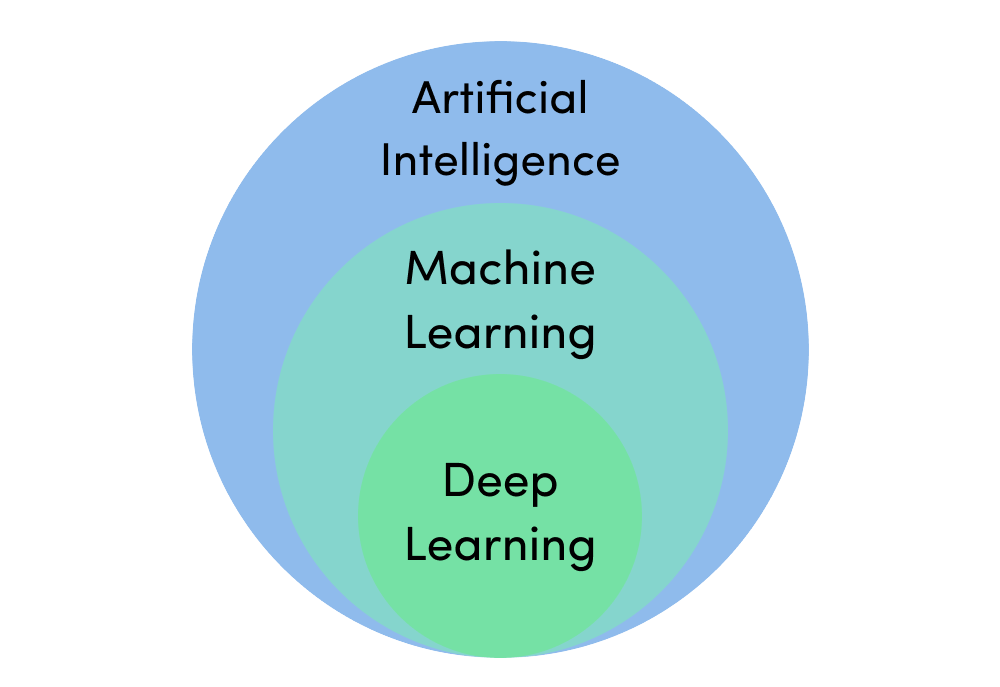 Artificial
Intelligence
Machine
Learning
Deep
Learning